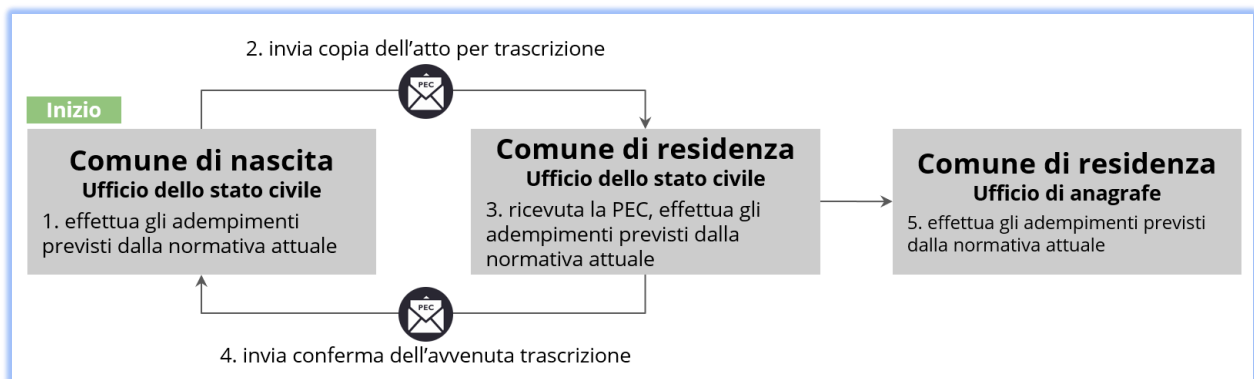 2. invia copia dell'atto per trascrizione
PEC
Inizio
Comune di nascita
Ufficio dello stato civile
1. effettua gli adempimenti
previsti dalla normativa attuale
Comune di residenza
Ufficio dello stato civile
3. ricevuta la PEC, effettua gli
adempimenti previsti dalla
normativa attuale
Comune di residenza
Ufficio di anagrafe
5. effettua gli adempimenti previsti
dalla normativa attuale
PEC
4. invia conferma dell'avvenuta trascrizione